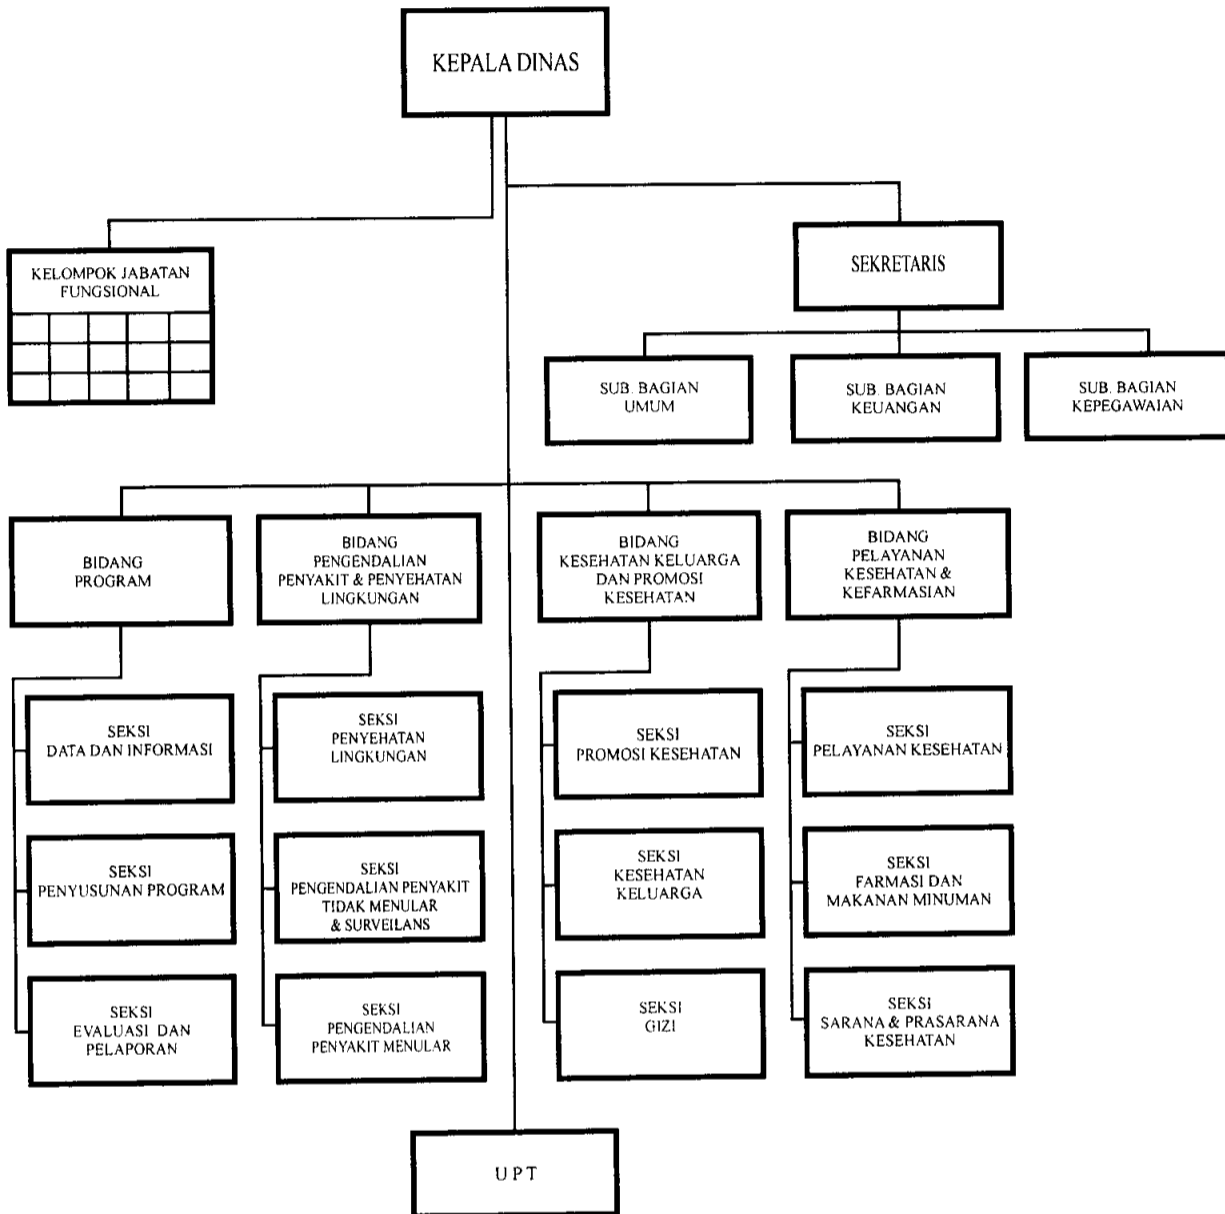 KEPALA DINAS
KELOMPOK JABATAN
FUNGSIONAL
SEKRETARIS
SUB. BAGIAN
UMUM
SUB. BAGIAN
KEUANGAN
SUB. BAGIAN
KEPEGAWAIAN
BIDANG
PROGRAM
BIDANG
PENGENDALIAN
PENYAKIT & PENYEHATAN
LINGKUNGAN
BIDANG
KESEHATAN KELUARGA
DAN PROMOSI
KESEHATAN
BIDANG
PELAYANAN
KESEHATAN &
KEFARMASIAN
SEKSI
DATA DAN INFORMASI
SEKSI
PENYEHATAN
LINGKUNGAN
SEKSI
PROMOSI KESEHATAN
SEKSI
PELAYANAN KESEHATAN
SEKSI
PENYUSUNAN PROGRAM
SEKSI
PENGENDALIAN PENYAKIT
TIDAK MENULAR
& SURVEILANS
SEKSI
KESEHATAN
KELUARGA
SEKSI
FARMASI DAN
MAKANAN MINUMAN
SEKSI
EVALUASI DAN
PELAPORAN
SEKSI
PENGENDALIAN
PENYAKIT MENULAR
SEKSI
GIZI
SEKSI
SARANA & PRASARANA
KESEHATAN
U P T